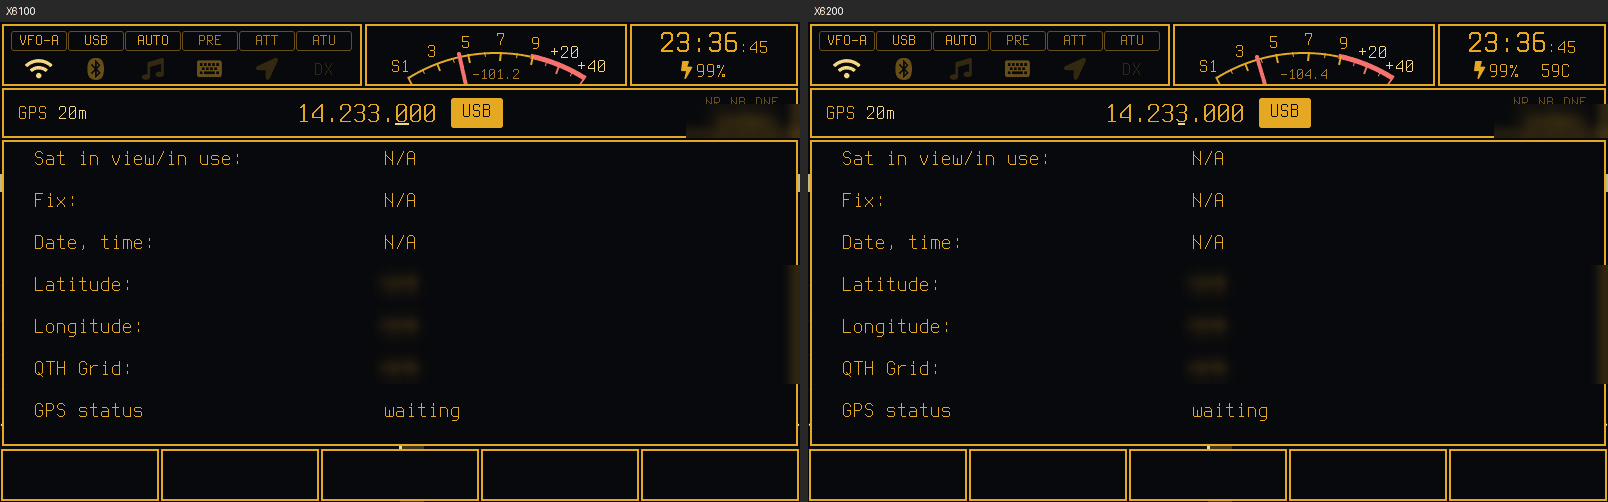 X6100
VFO-A USB AUTO PRE ATT ATU
DX
S1 3 5 7 9 +20 +40
-101.2
23:36:45
99%
GPS 20m 14.233.000 USB
NR NB DNF
Sat in view/in use: N/A
Fix: N/A
Date, time: N/A
Latitude:
Longitude:
QTH Grid:
GPS status waiting
X6200
VFO-A USB AUTO PRE ATT ATU
DX
S1 3 5 7 9 +20 +40
-104.4
23:36:45
99% 59C
GPS 20m 14.233.000 USB
NR NB DNF
Sat in view/in use: N/A
Fix: N/A
Date, time: N/A
Latitude:
Longitude:
QTH Grid:
GPS status waiting